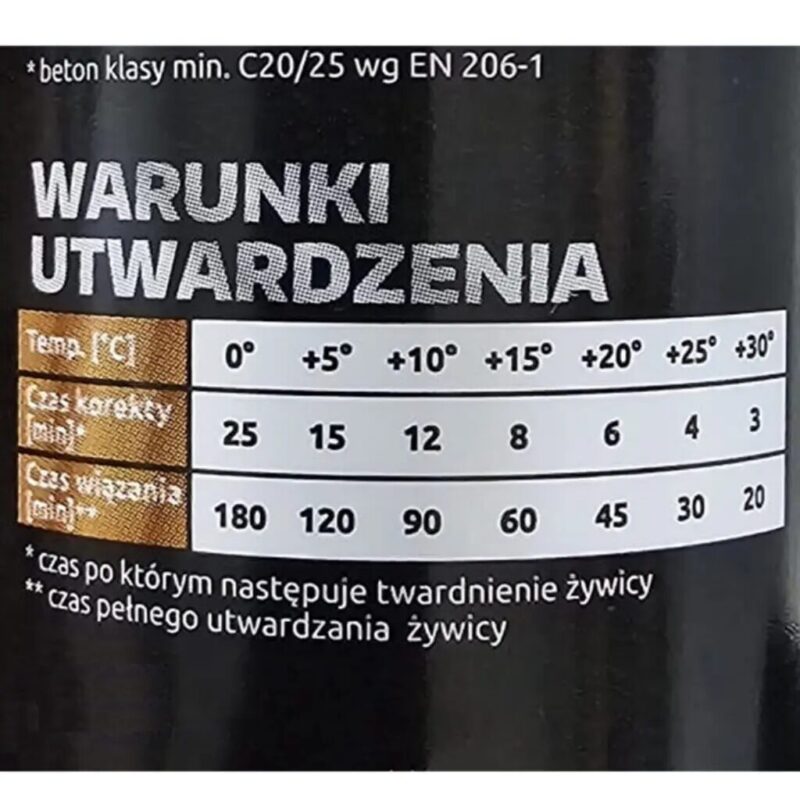 * beton klasy min. C20/25 wg EN 206-1
WARUNKI
UTWARDZENIA
Temp. [°C] 0° +5° +10° +15° +20° +25° +30°
Czas korekty
[min]* 25 15 12 8 6 4 3
Czas wiązania
[min]** 180 120 90 60 45 30 20
* czas po którym następuje twardnienie żywicy
** czas pełnego utwardzania żywicy